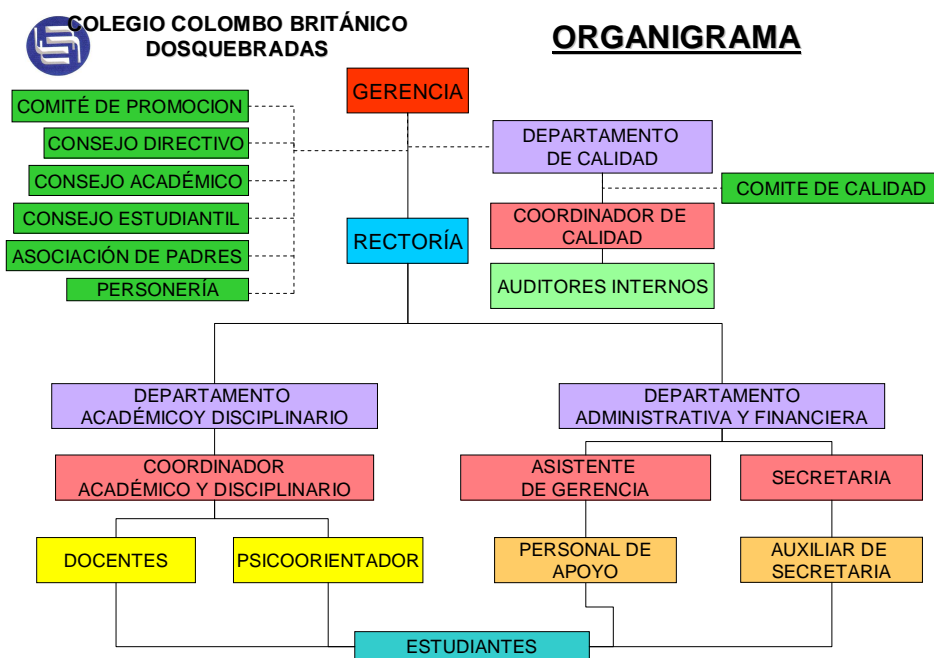 COLEGIO COLOMBO BRITÁNICO
DOSQUEBRADAS
ORGANIGRAMA
GERENCIA
COMITÉ DE PROMOCION
CONSEJO DIRECTIVO
CONSEJO ACADÉMICO
CONSEJO ESTUDIANTIL
ASOCIACIÓN DE PADRES
PERSONERÍA
DEPARTAMENTO
DE CALIDAD
COMITE DE CALIDAD
COORDINADOR DE
CALIDAD
AUDITORES INTERNOS
RECTORÍA
DEPARTAMENTO
ACADÉMICOY DISCIPLINARIO
DEPARTAMENTO
ADMINISTRATIVA Y FINANCIERA
COORDINADOR
ACADÉMICO Y DISCIPLINARIO
ASISTENTE
DE GERENCIA
SECRETARIA
DOCENTES
PSICOORIENTADOR
PERSONAL DE
APOYO
AUXILIAR DE
SECRETARIA
ESTUDIANTES